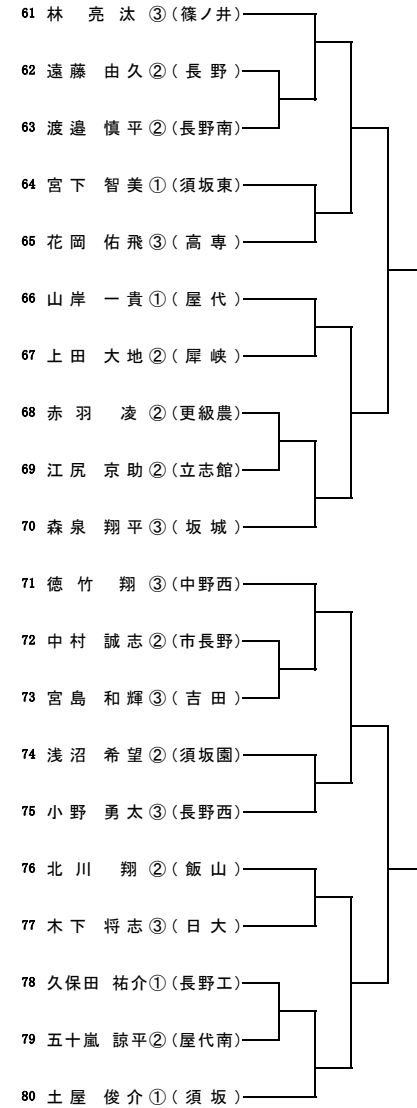 61 林 亮汰③(篠ノ井)
62 遠藤 由久②(長野)
63 渡邉 慎平②(長野南)
64 宮下 智美①(須坂東)
65 花岡 佑飛③(高専)
66 山岸 一貴①(屋代)
67 上田 大地②(犀峡)
68 赤羽 凌②(更級農)
69 江尻 京助②(立志館)
70 森泉 翔平③(坂城)
71 徳竹 翔③(中野西)
72 中村 誠志②(市長野)
73 宮島 和輝③(吉田)
74 浅沼 希望②(須坂園)
75 小野 勇太③(長野西)
76 北川 翔②(飯山)
77 木下 将志③(日大)
78 久保田 祐介①(長野工)
79 五十嵐 諒平②(屋代南)
80 土屋 俊介①(須坂)